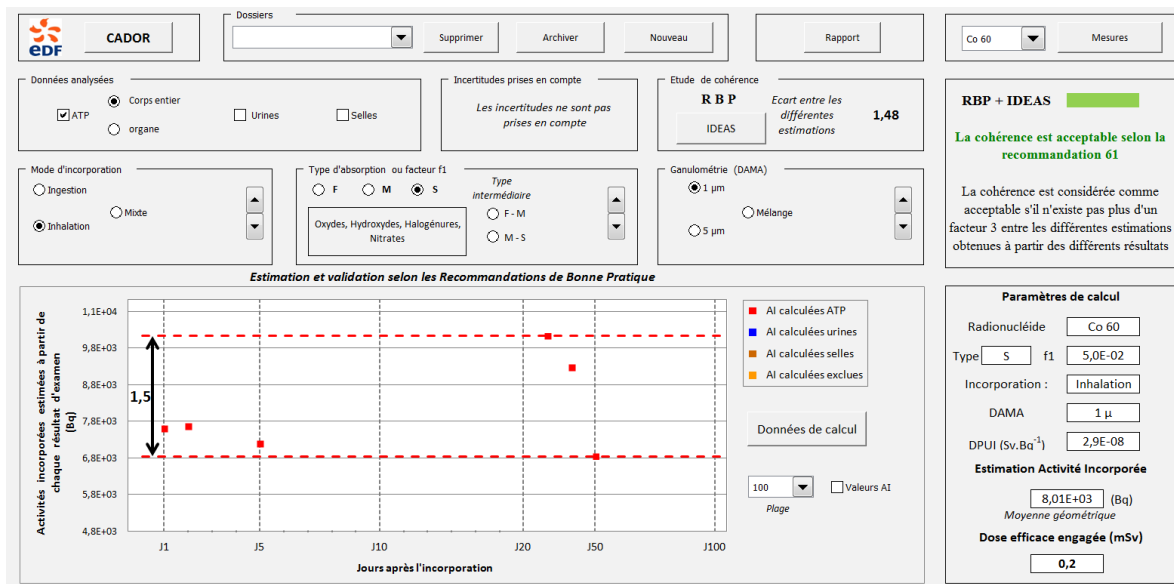 eDF
CADOR
Dossiers
Supprimer
Archiver
Nouveau
Rapport
Co 60
Mesures
Données analysées
ATP
Corps entier
organe
Urines
Selles
Incertitudes prises en compte
Les incertitudes ne sont pas
prises en compte
Etude de cohérence
R B P
IDEAS
Ecart entre les
différentes
estimations
1,48
RBP + IDEAS
La cohérence est acceptable selon la
recommandation 61
La cohérence est considérée comme
acceptable s'il n'existe pas plus d'un
facteur 3 entre les différentes estimations
obtenues à partir des différents résultats
Mode d'incorporation
Ingestion
Mixte
Inhalation
Type d'absorption ou facteur f1
F
M
S
Oxydes, Hydroxydes, Halogénures,
Nitrates
Type
intermédiaire
F - M
M - S
Ganulométrie (DAMA)
1 µm
Mélange
5 µm
Estimation et validation selon les Recommandations de Bonne Pratique
Activités incorporées estimées à partir de
chaque résultat d'examen
(Bq)
1,1E+04
9,8E+03
8,8E+03
7,8E+03
6,8E+03
5,8E+03
4,8E+03
1,5
J1
J5
J10
J20
J50
J100
Jours après l'incorporation
AI calculées ATP
AI calculées urines
AI calculées selles
AI calculées exclues
Données de calcul
100
Plage
Valeurs AI
Paramètres de calcul
Radionucléide
Co 60
Type
S
f1
5,0E-02
Incorporation :
Inhalation
DAMA
1 µ
DPUI (Sv.Bq⁻¹)
2,9E-08
Estimation Activité Incorporée
8,01E+03
(Bq)
Moyenne géométrique
Dose efficace engagée (mSv)
0,2